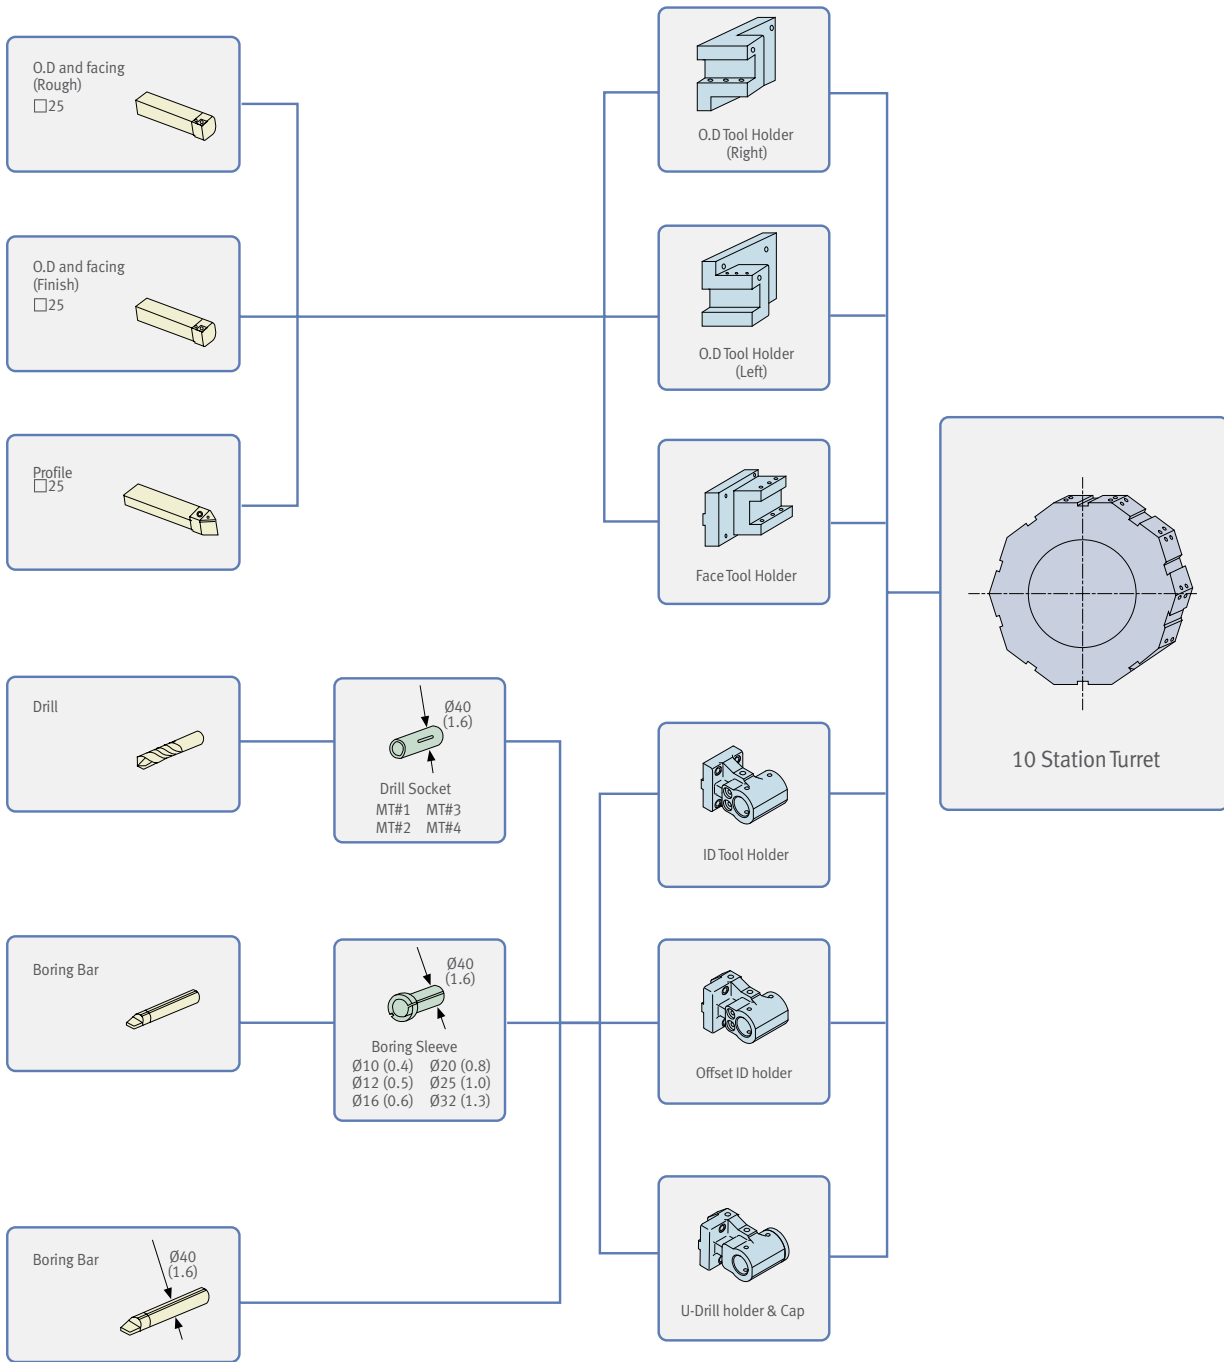 O.D and facing
(Rough)
□25
O.D and facing
(Finish)
□25
Profile
□25
Drill
Boring Bar
Boring Bar
Ø40
(1.6)
Ø40
(1.6)
Drill Socket
MT#1 MT#3
MT#2 MT#4
Ø40
(1.6)
Boring Sleeve
Ø10 (0.4) Ø20 (0.8)
Ø12 (0.5) Ø25 (1.0)
Ø16 (0.6) Ø32 (1.3)
O.D Tool Holder
(Right)
O.D Tool Holder
(Left)
Face Tool Holder
ID Tool Holder
Offset ID holder
U-Drill holder & Cap
10 Station Turret